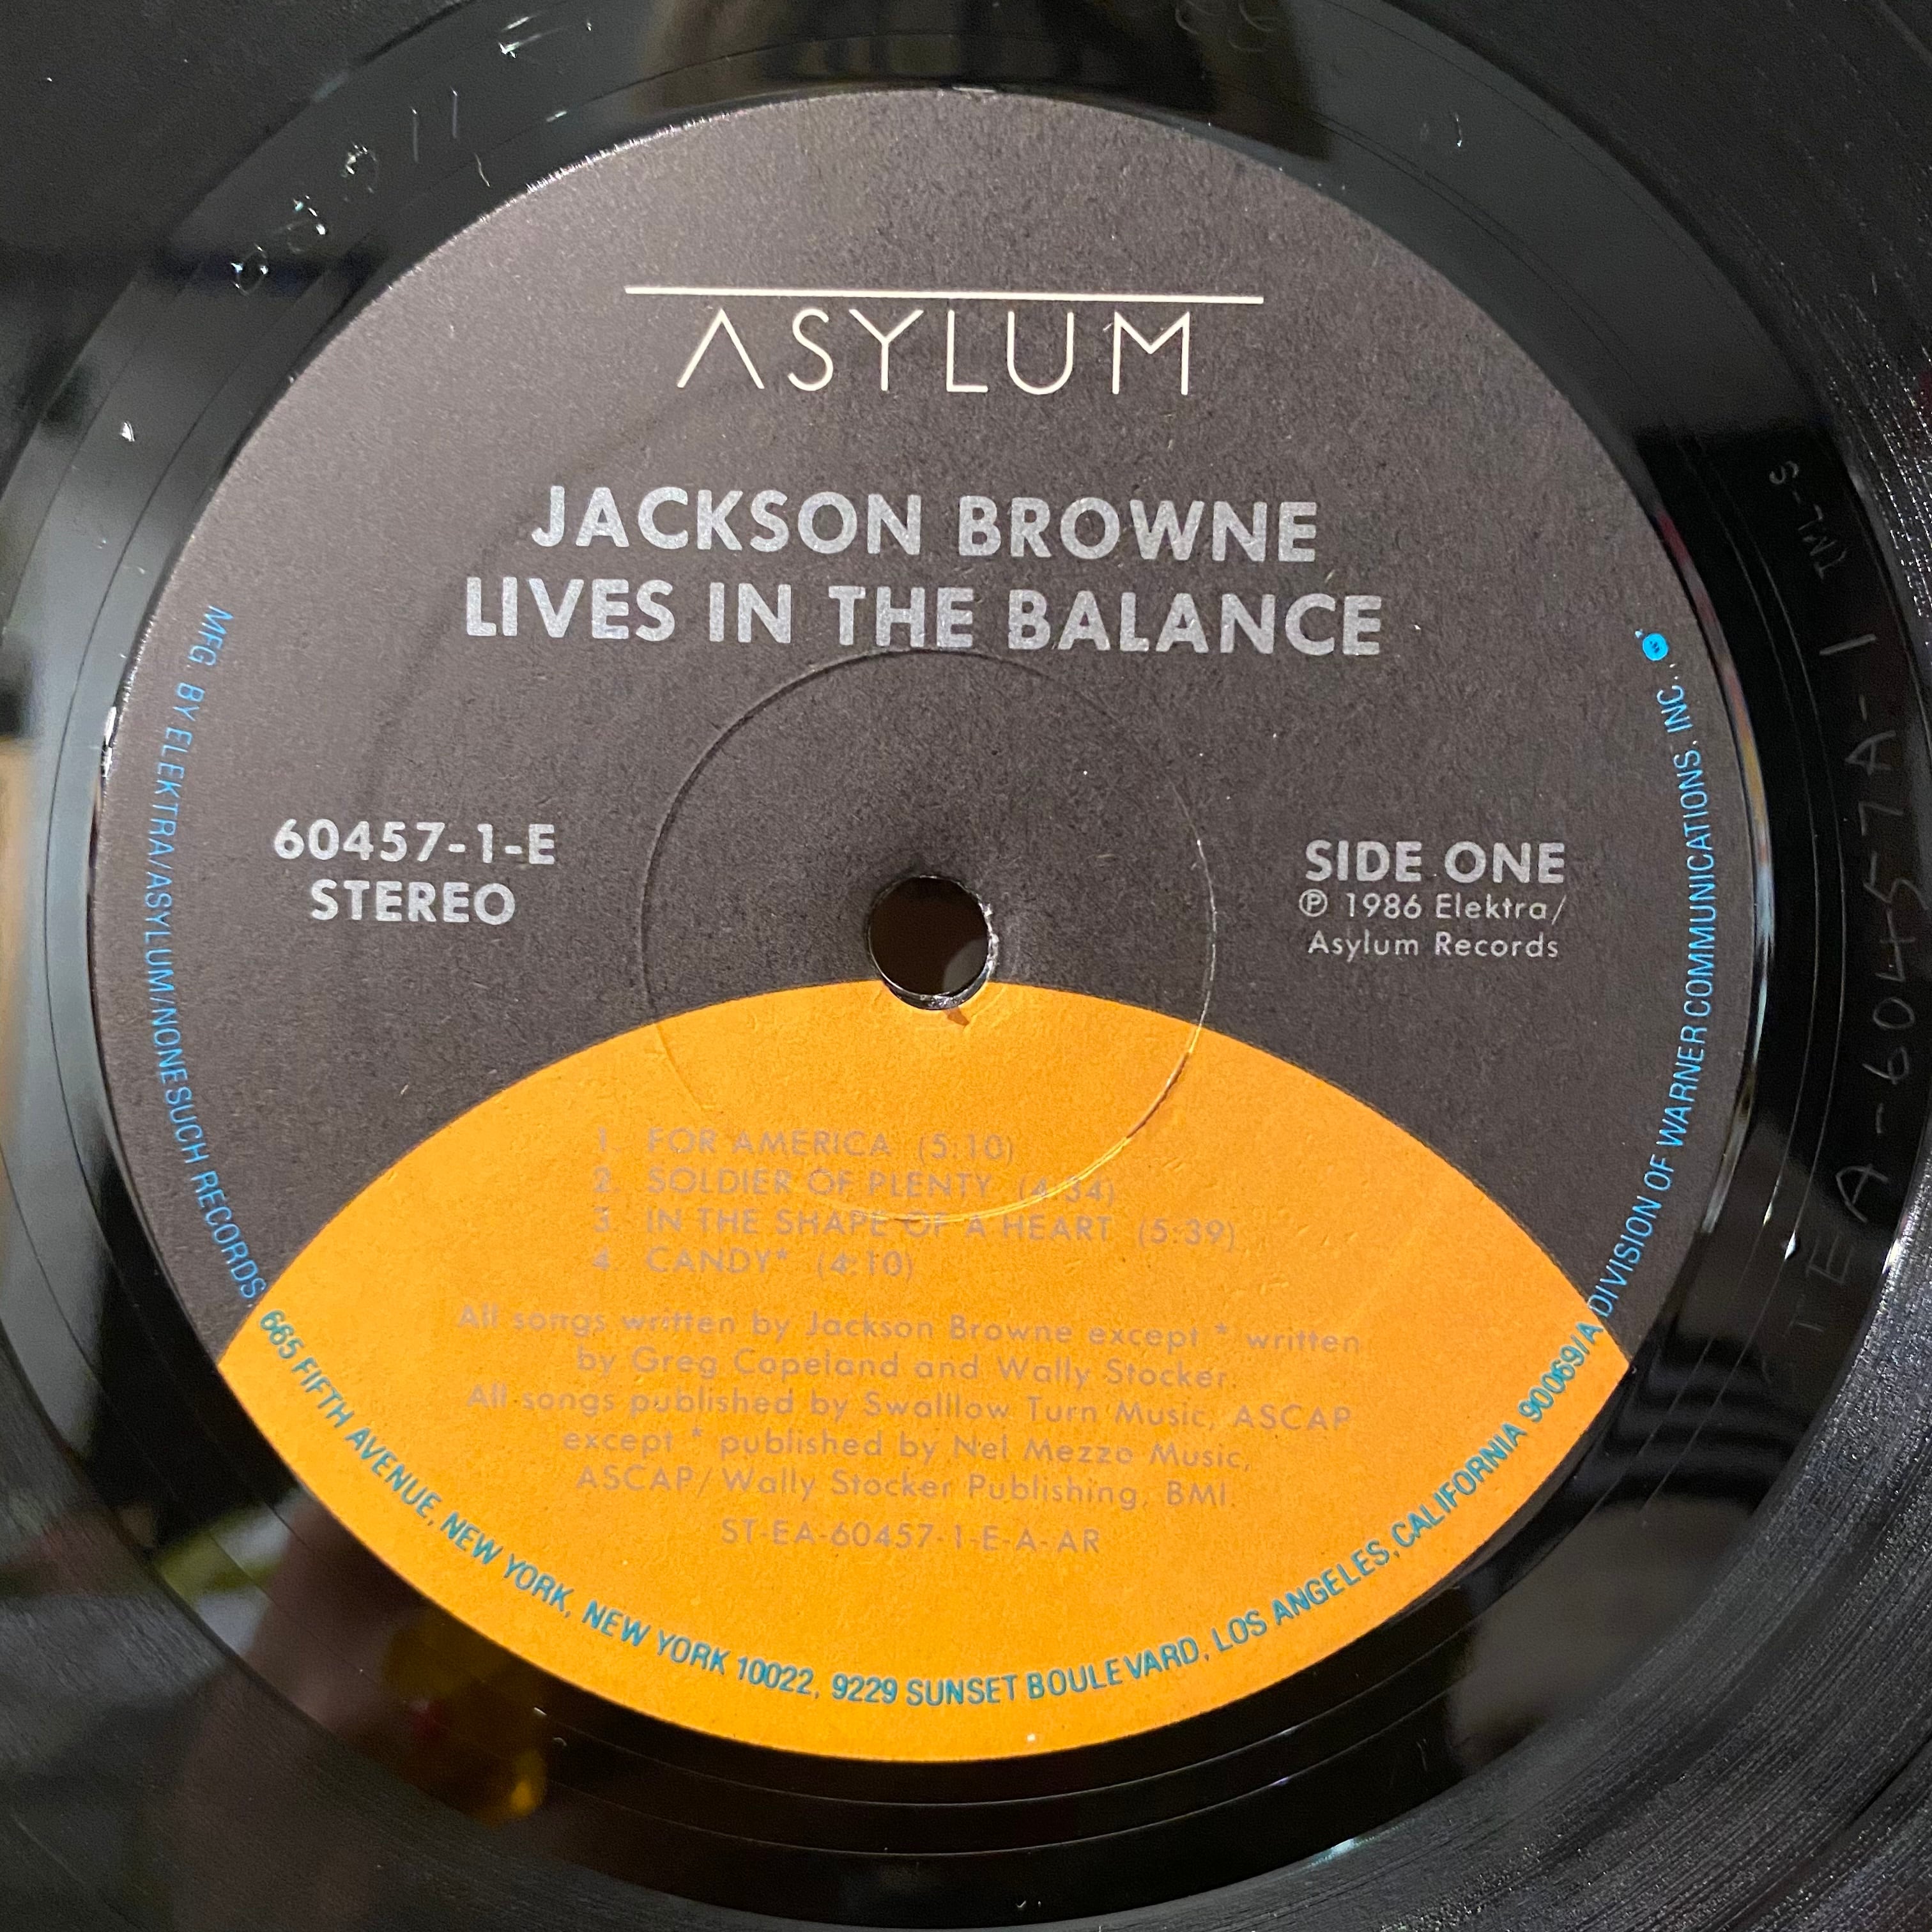 ASYLUM
JACKSON BROWNE
LIVES IN THE BALANCE
60457-1-E
STEREO
SIDE ONE
℗ 1986 Elektra/
Asylum Records
1. FOR AMERICA (5:10)
2. SOLDIER OF PLENTY (4:34)
3. IN THE SHAPE OF A HEART (5:39)
4. CANDY* (4:10)
All songs written by Jackson Browne except * written
by Greg Copeland and Wally Stocker.
All songs published by Swalllow Turn Music, ASCAP
except * published by Nel Mezzo Music,
ASCAP/Wally Stocker Publishing, BMI.
ST-EA-60457-1-E-A-AR
MFG. BY ELEKTRA/ASYLUM/NONESUCH RECORDS 665 FIFTH AVENUE, NEW YORK, NEW YORK 10022, 9229 SUNSET BOULEVARD, LOS ANGELES, CALIFORNIA 90069/A DIVISION OF WARNER COMMUNICATIONS, INC.
EA-60457A-1